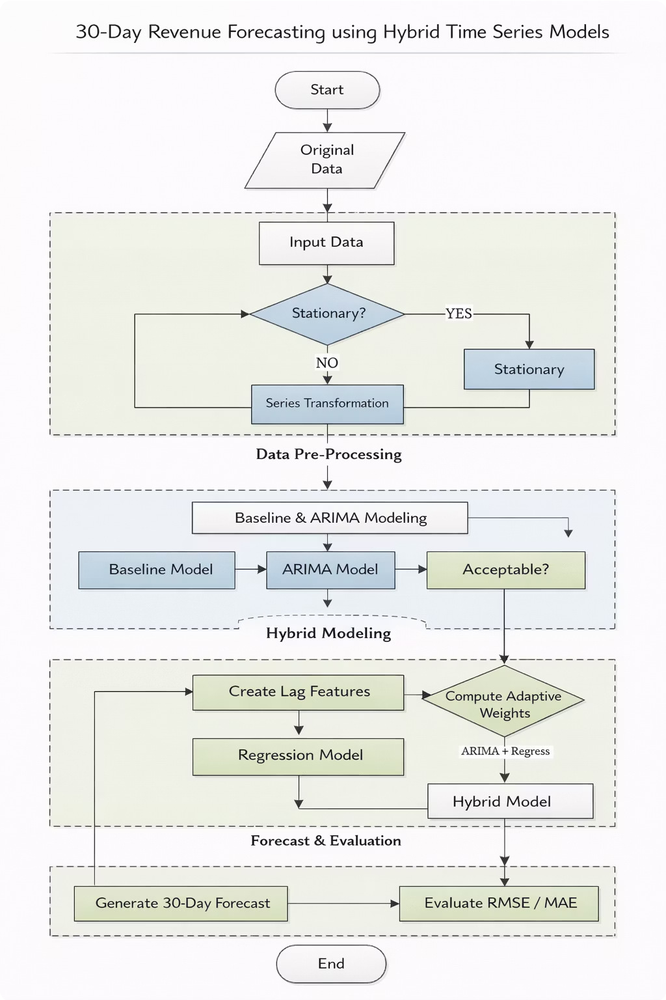 30-Day Revenue Forecasting using Hybrid Time Series Models
Start
Original
Data
Input Data
Stationary?
YES
NO
Stationary
Series Transformation
Data Pre-Processing
Baseline & ARIMA Modeling
Baseline Model
ARIMA Model
Acceptable?
Hybrid Modeling
Create Lag Features
Compute Adaptive
Weights
ARIMA + Regress
Regression Model
Hybrid Model
Forecast & Evaluation
Generate 30-Day Forecast
Evaluate RMSE / MAE
End